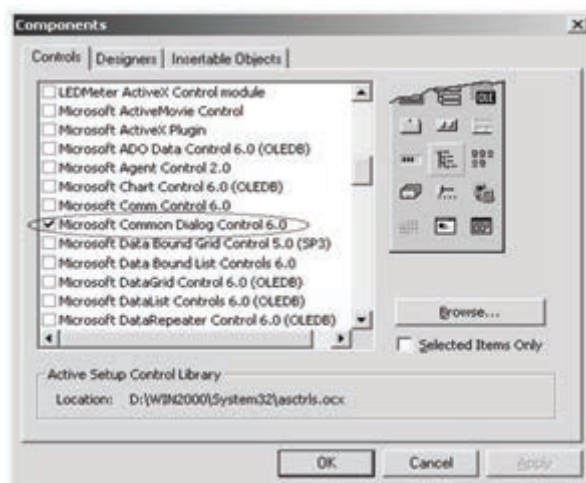 Components
Controls Designers Insertable Objects
LEDMeter ActiveX Control module
Microsoft ActiveMovie Control
Microsoft ActiveX Plugin
Microsoft ADO Data Control 6.0 (OLEDB)
Microsoft Agent Control 2.0
Microsoft Chart Control 6.0 (OLEDB)
Microsoft Comm Control 6.0
Microsoft Common Dialog Control 6.0
Microsoft Data Bound Grid Control 5.0 (SP3)
Microsoft Data Bound List Controls 6.0
Microsoft DataGrid Control 6.0 (OLEDB)
Microsoft DataList Controls 6.0 (OLEDB)
Microsoft DataRepeater Control 6.0 (OLEDB)
OLE
Browse...
Selected Items Only
Active Setup Control Library
Location: D:\WIN2000\System32\asctrls.ocx
OK Cancel Apply